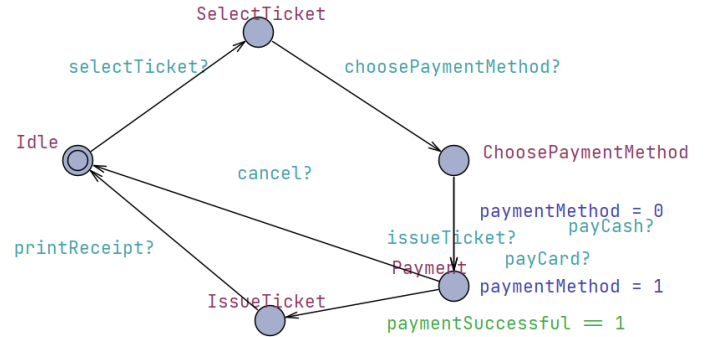 SelectTicket
selectTicket?
choosePaymentMethod?
Idle
ChoosePaymentMethod
cancel?
paymentMethod = 0
payCash?
issueTicket?
printReceipt?
payCard?
Payment
paymentMethod = 1
IssueTicket
paymentSuccessful == 1